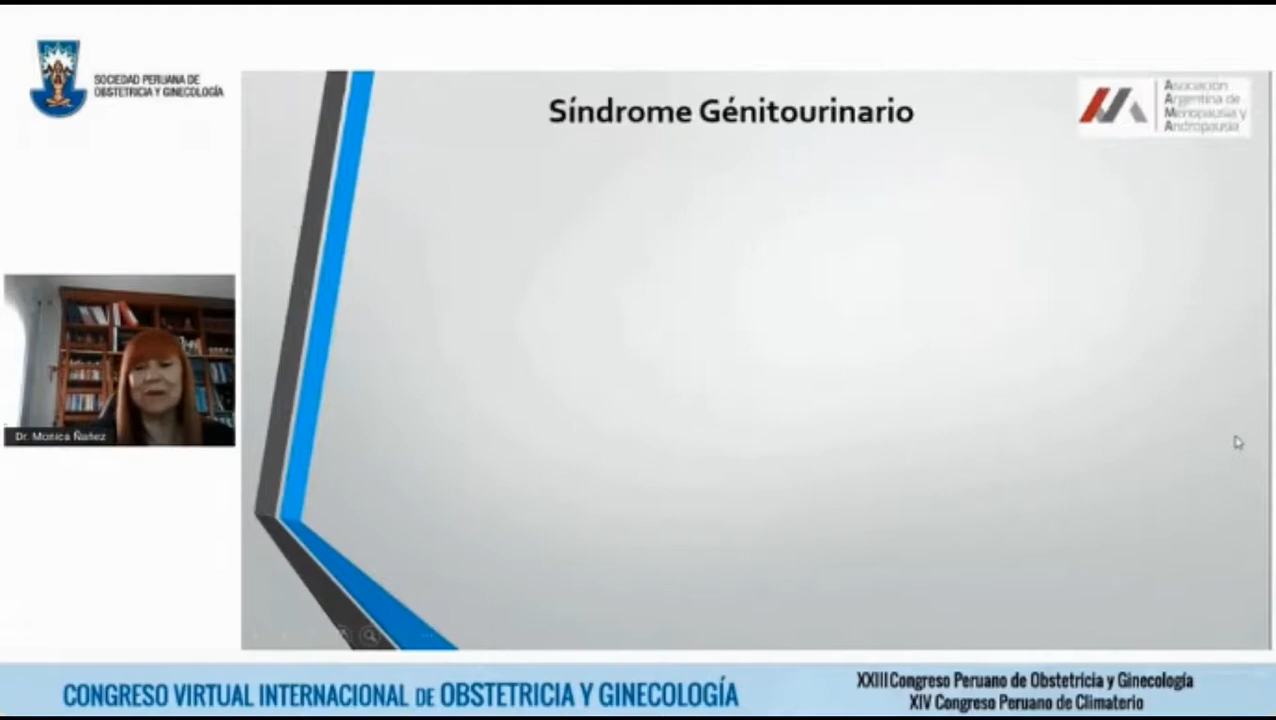 SOCIEDAD PERUANA DE
OBSTETRICIA Y GINECOLOGÍA
Síndrome Génitourinario
Asociación
Argentina de
Menopausia y
Andropausia
Dr. Monica Ñañez
CONGRESO VIRTUAL INTERNACIONAL DE OBSTETRICIA Y GINECOLOGÍA
XXIII Congreso Peruano de Obstetricia y Ginecología
XIV Congreso Peruano de Climaterio